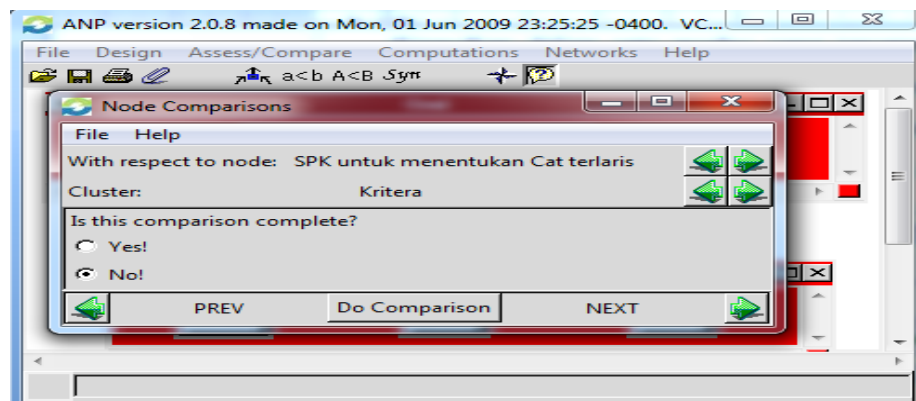 ANP version 2.0.8 made on Mon, 01 Jun 2009 23:25:25 -0400. VC...
File Design Assess/Compare Computations Networks Help
a<b A<B Syn
Node Comparisons
File Help
With respect to node: SPK untuk menentukan Cat terlaris
Cluster: Kritera
Is this comparison complete?
Yes!
No!
PREV Do Comparison NEXT